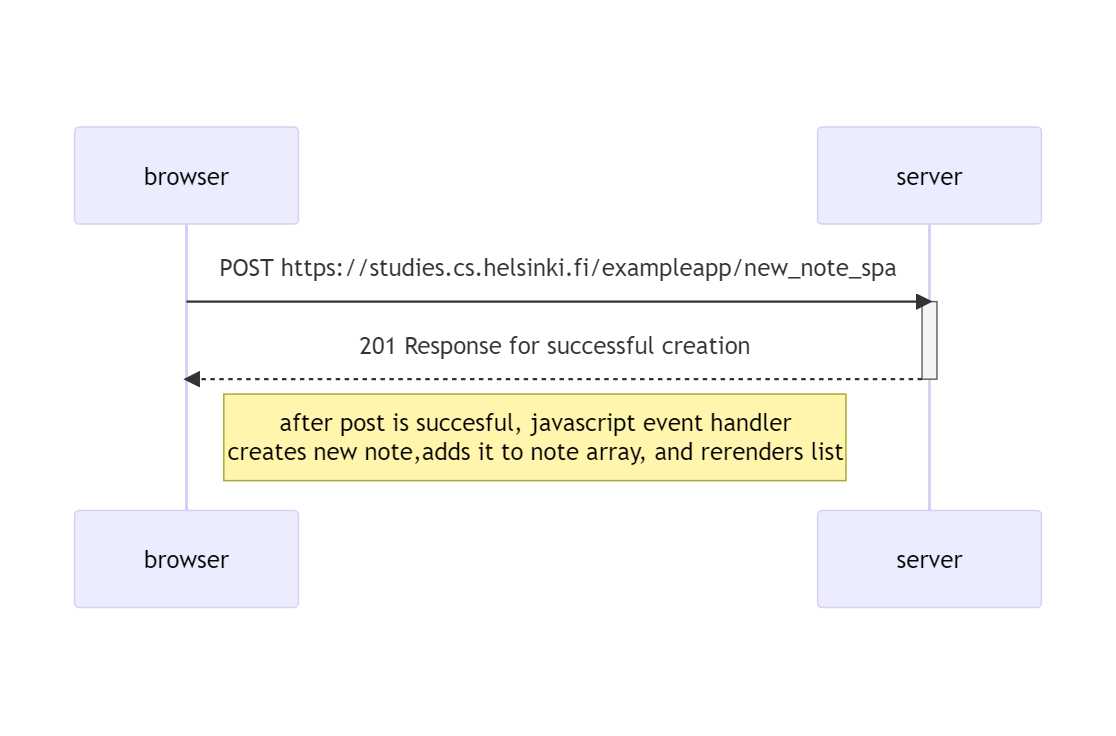 browser
server
POST https://studies.cs.helsinki.fi/exampleapp/new_note_spa
201 Response for successful creation
after post is succesful, javascript event handler
creates new note,adds it to note array, and rerenders list
browser
server